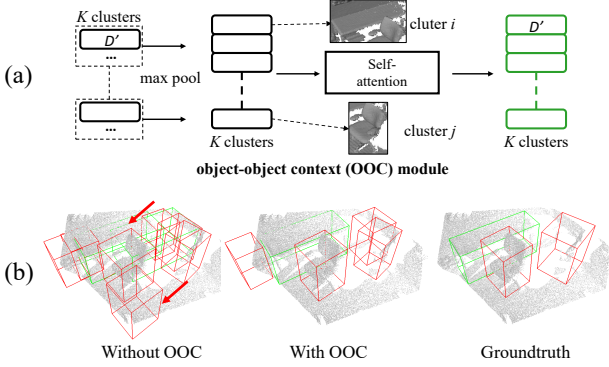 K clusters
D'
...
...
max pool
K clusters
cluter i
Self-
attention
cluster j
D'
K clusters
(a)
object-object context (OOC) module
(b)
Without OOC
With OOC
Groundtruth